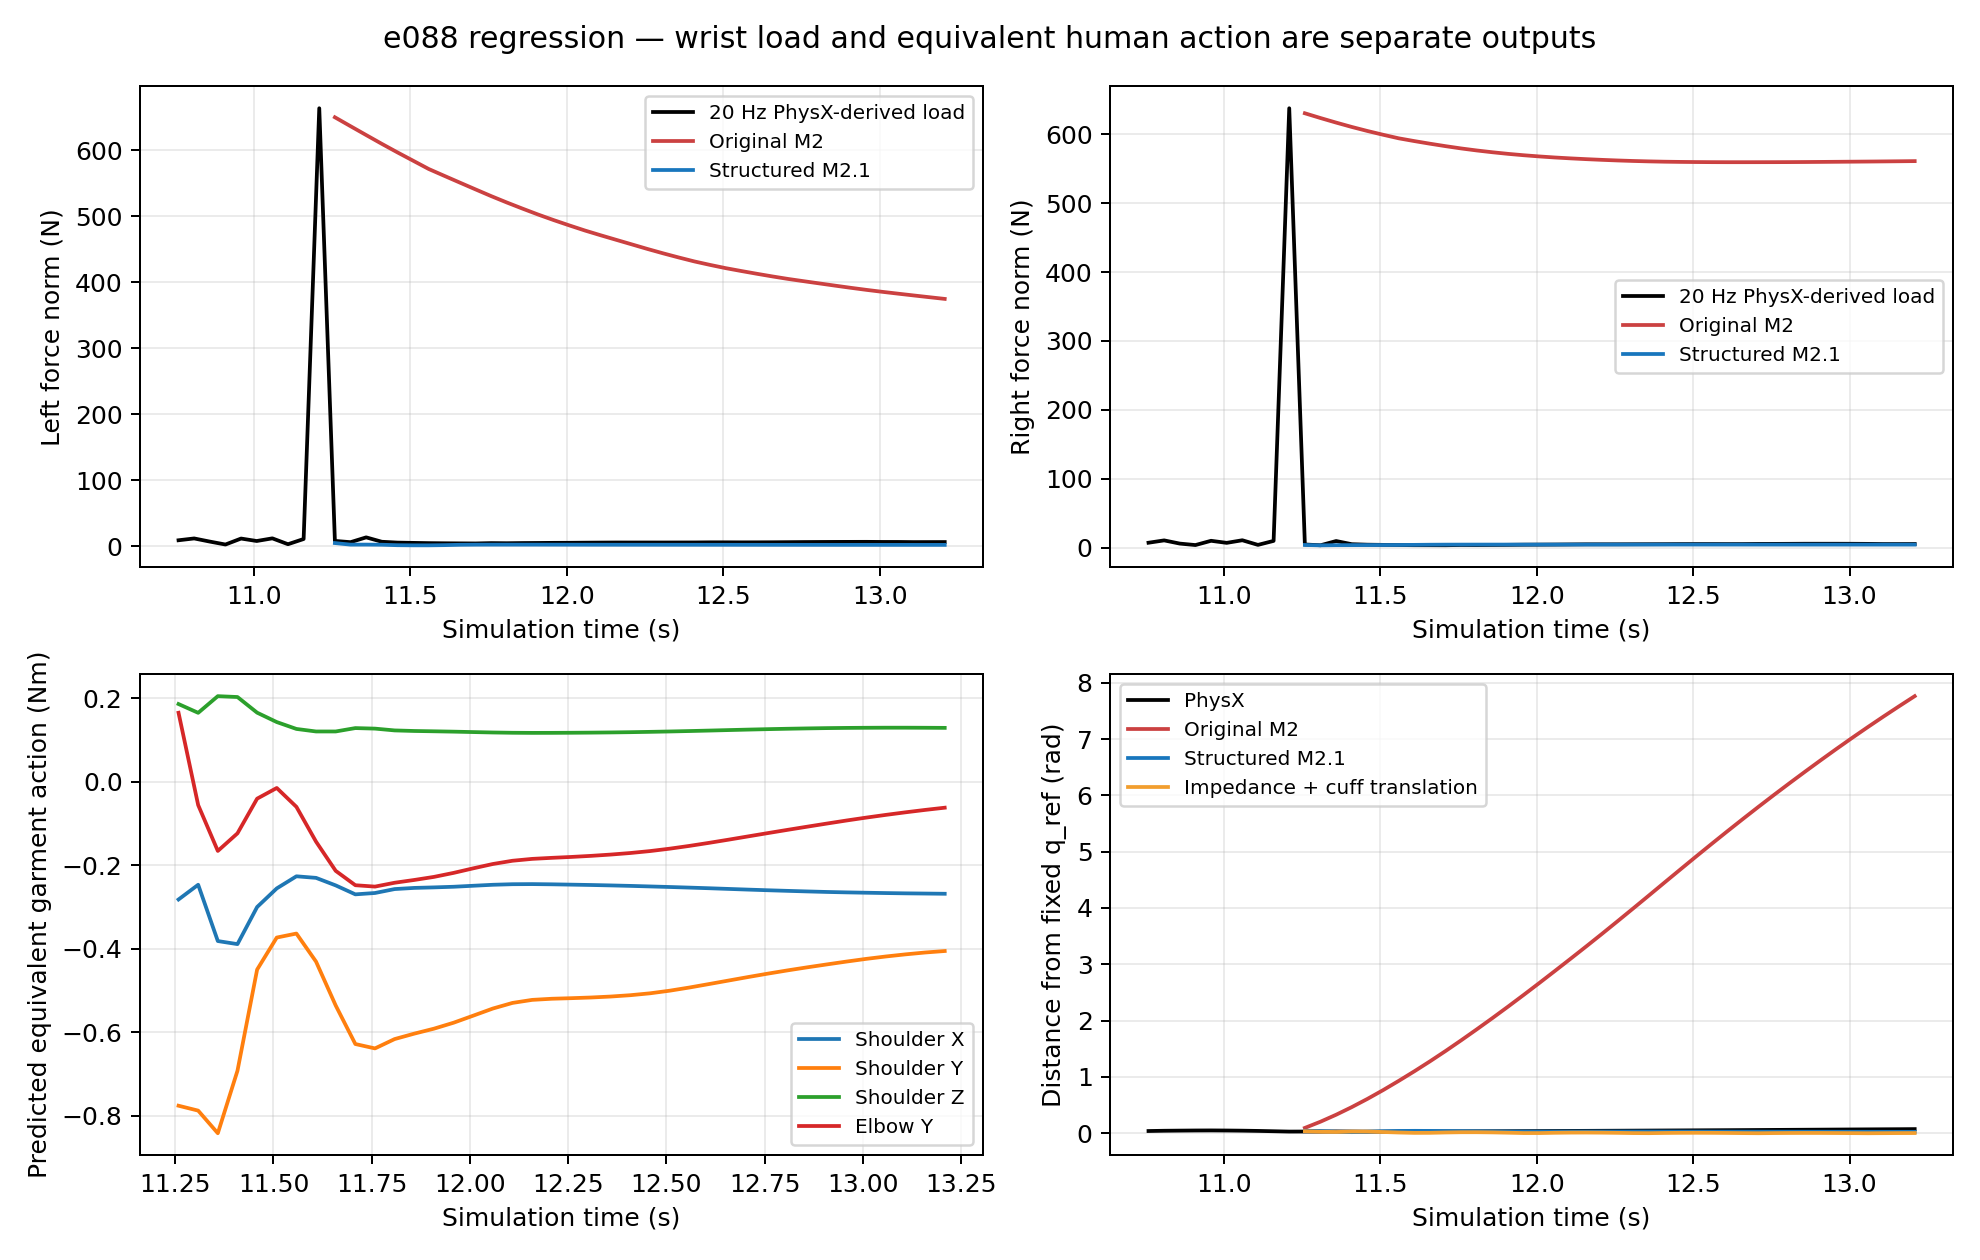 e088 regression — wrist load and equivalent human action are separate outputs
Left force norm (N)
600
500
400
300
200
100
0
20 Hz PhysX-derived load
Original M2
Structured M2.1
11.0
11.5
12.0
12.5
13.0
Simulation time (s)
Right force norm (N)
600
500
400
300
200
100
0
20 Hz PhysX-derived load
Original M2
Structured M2.1
11.0
11.5
12.0
12.5
13.0
Simulation time (s)
Predicted equivalent garment action (Nm)
0.2
0.0
−0.2
−0.4
−0.6
−0.8
Shoulder X
Shoulder Y
Shoulder Z
Elbow Y
11.25
11.50
11.75
12.00
12.25
12.50
12.75
13.00
13.25
Simulation time (s)
Distance from fixed q_ref (rad)
8
7
6
5
4
3
2
1
0
PhysX
Original M2
Structured M2.1
Impedance + cuff translation
11.0
11.5
12.0
12.5
13.0
Simulation time (s)